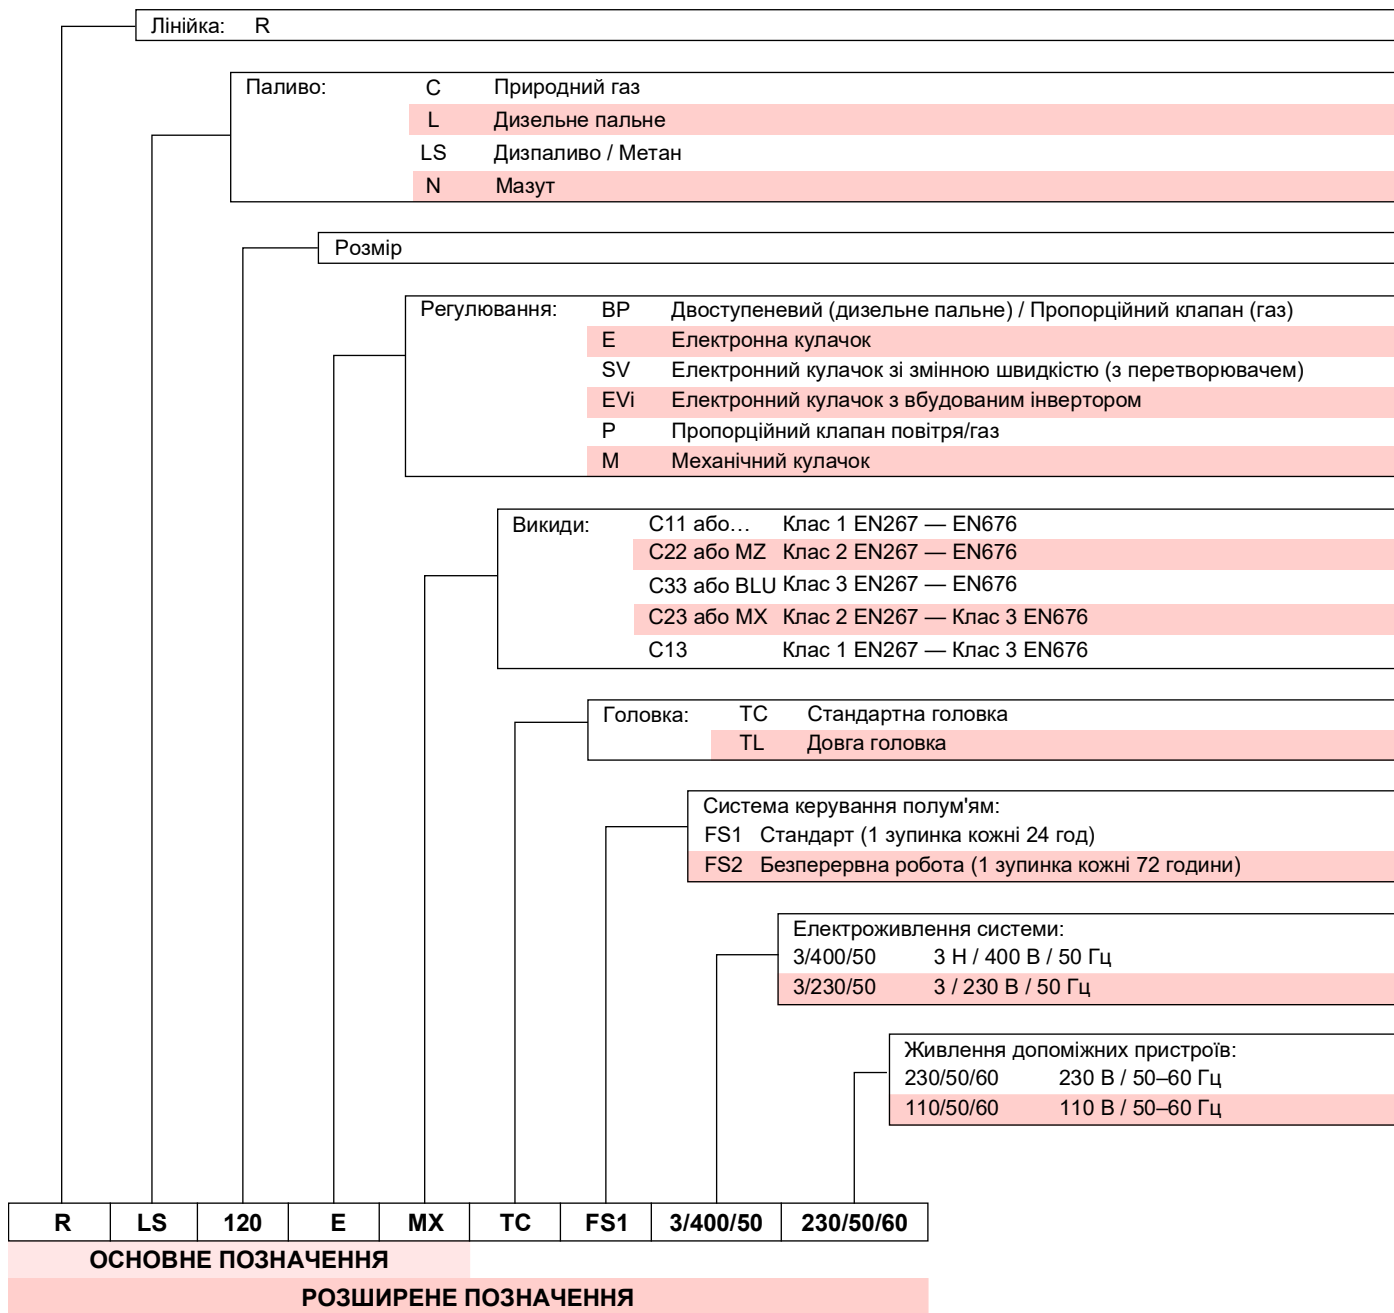 Лінійка: R
Паливо: C Природний газ
L Дизельне пальне
LS Дизпаливо / Метан
N Мазут
Розмір
Регулювання: BP Двоступеневий (дизельне пальне) / Пропорційний клапан (газ)
E Електронна кулачок
SV Електронний кулачок зі змінною швидкістю (з перетворювачем)
EVi Електронний кулачок з вбудованим інвертором
P Пропорційний клапан повітря/газ
M Механічний кулачок
Викиди: C11 або… Клас 1 EN267 — EN676
C22 або MZ Клас 2 EN267 — EN676
C33 або BLU Клас 3 EN267 — EN676
C23 або MX Клас 2 EN267 — Клас 3 EN676
C13 Клас 1 EN267 — Клас 3 EN676
Головка: TC Стандартна головка
TL Довга головка
Система керування полум'ям:
FS1 Стандарт (1 зупинка кожні 24 год)
FS2 Безперервна робота (1 зупинка кожні 72 години)
Електроживлення системи:
3/400/50 3 Н / 400 В / 50 Гц
3/230/50 3 / 230 В / 50 Гц
Живлення допоміжних пристроїв:
230/50/60 230 В / 50–60 Гц
110/50/60 110 В / 50–60 Гц
R LS 120 E MX TC FS1 3/400/50 230/50/60
ОСНОВНЕ ПОЗНАЧЕННЯ
РОЗШИРЕНЕ ПОЗНАЧЕННЯ